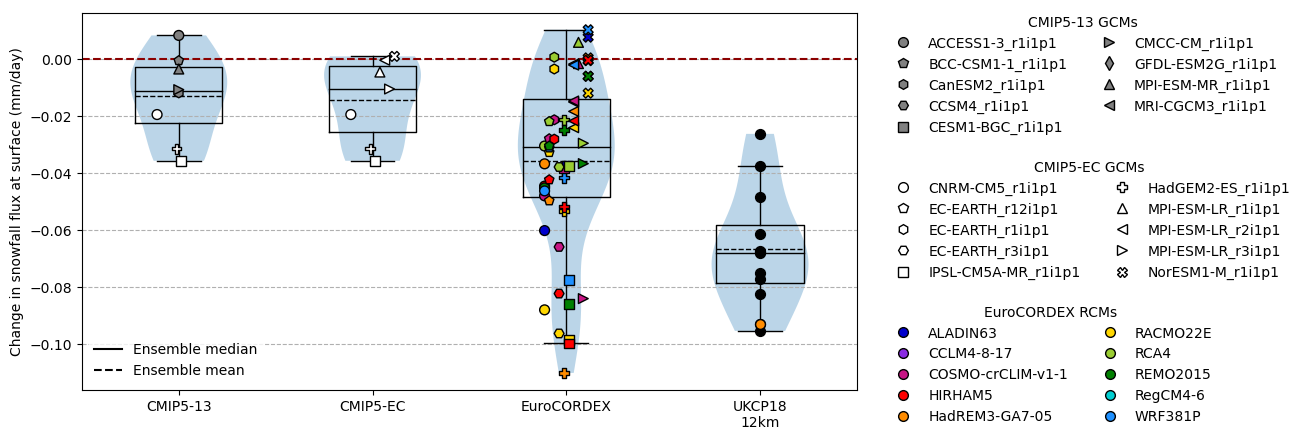 Change in snowfall flux at surface (mm/day)
0.00
−0.02
−0.04
−0.06
−0.08
−0.10
Ensemble median
Ensemble mean
CMIP5-13
CMIP5-EC
EuroCORDEX
UKCP18
12km
CMIP5-13 GCMs
ACCESS1-3_r1i1p1
BCC-CSM1-1_r1i1p1
CanESM2_r1i1p1
CCSM4_r1i1p1
CESM1-BGC_r1i1p1
CMCC-CM_r1i1p1
GFDL-ESM2G_r1i1p1
MPI-ESM-MR_r1i1p1
MRI-CGCM3_r1i1p1
CMIP5-EC GCMs
CNRM-CM5_r1i1p1
EC-EARTH_r12i1p1
EC-EARTH_r1i1p1
EC-EARTH_r3i1p1
IPSL-CM5A-MR_r1i1p1
HadGEM2-ES_r1i1p1
MPI-ESM-LR_r1i1p1
MPI-ESM-LR_r2i1p1
MPI-ESM-LR_r3i1p1
NorESM1-M_r1i1p1
EuroCORDEX RCMs
ALADIN63
CCLM4-8-17
COSMO-crCLIM-v1-1
HIRHAM5
HadREM3-GA7-05
RACMO22E
RCA4
REMO2015
RegCM4-6
WRF381P